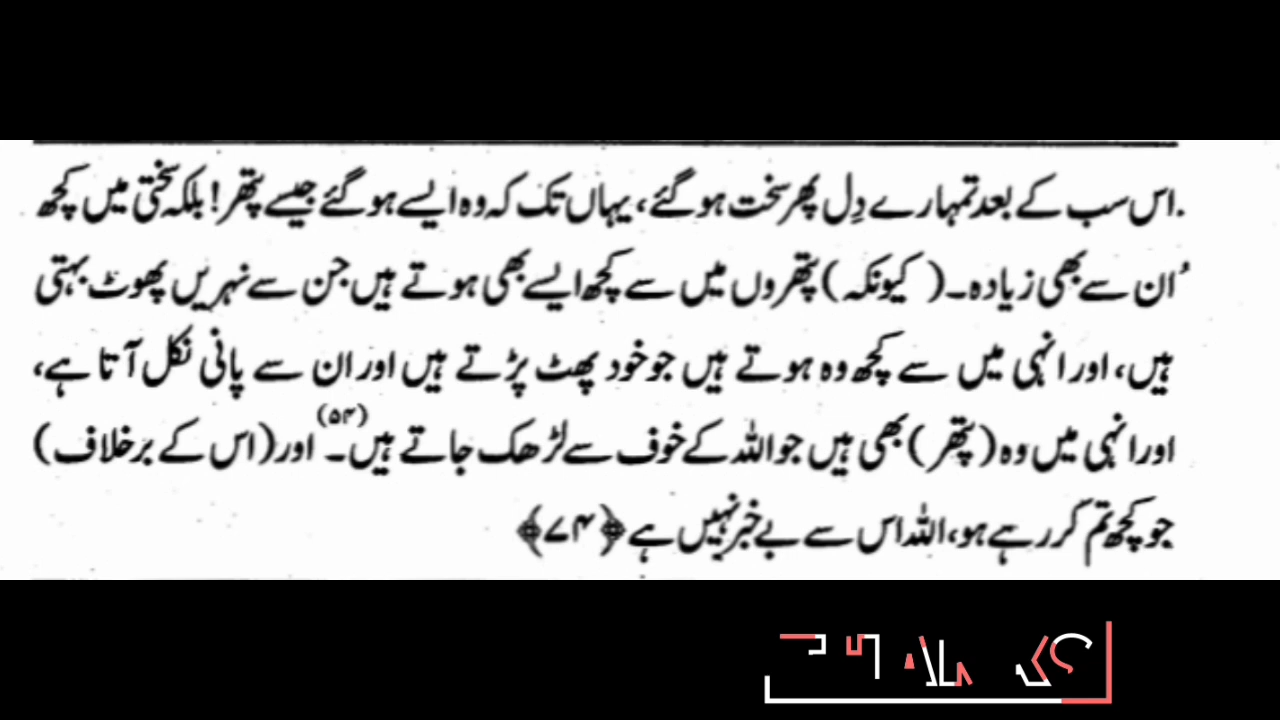 اس سب کے بعد تمہارے دِل پھر سخت ہو گئے، یہاں تک کہ وہ ایسے ہو گئے جیسے پتھر! بلکہ سختی میں کچھ
اُن سے بھی زیادہ۔ (کیونکہ) پتھروں میں سے کچھ ایسے بھی ہوتے ہیں جن سے نہریں پھوٹ بہتی
ہیں، اور انہی میں سے کچھ وہ ہوتے ہیں جو خود پھٹ پڑتے ہیں اور ان سے پانی نکل آتا ہے،
اور انہی میں وہ (پتھر) بھی ہیں جو اللہ کے خوف سے لڑھک جاتے ہیں۔(۵۴) اور (اس کے برخلاف)
جو کچھ تم کر رہے ہو، اللہ اس سے بے خبر نہیں ہے ﴿۷۴﴾